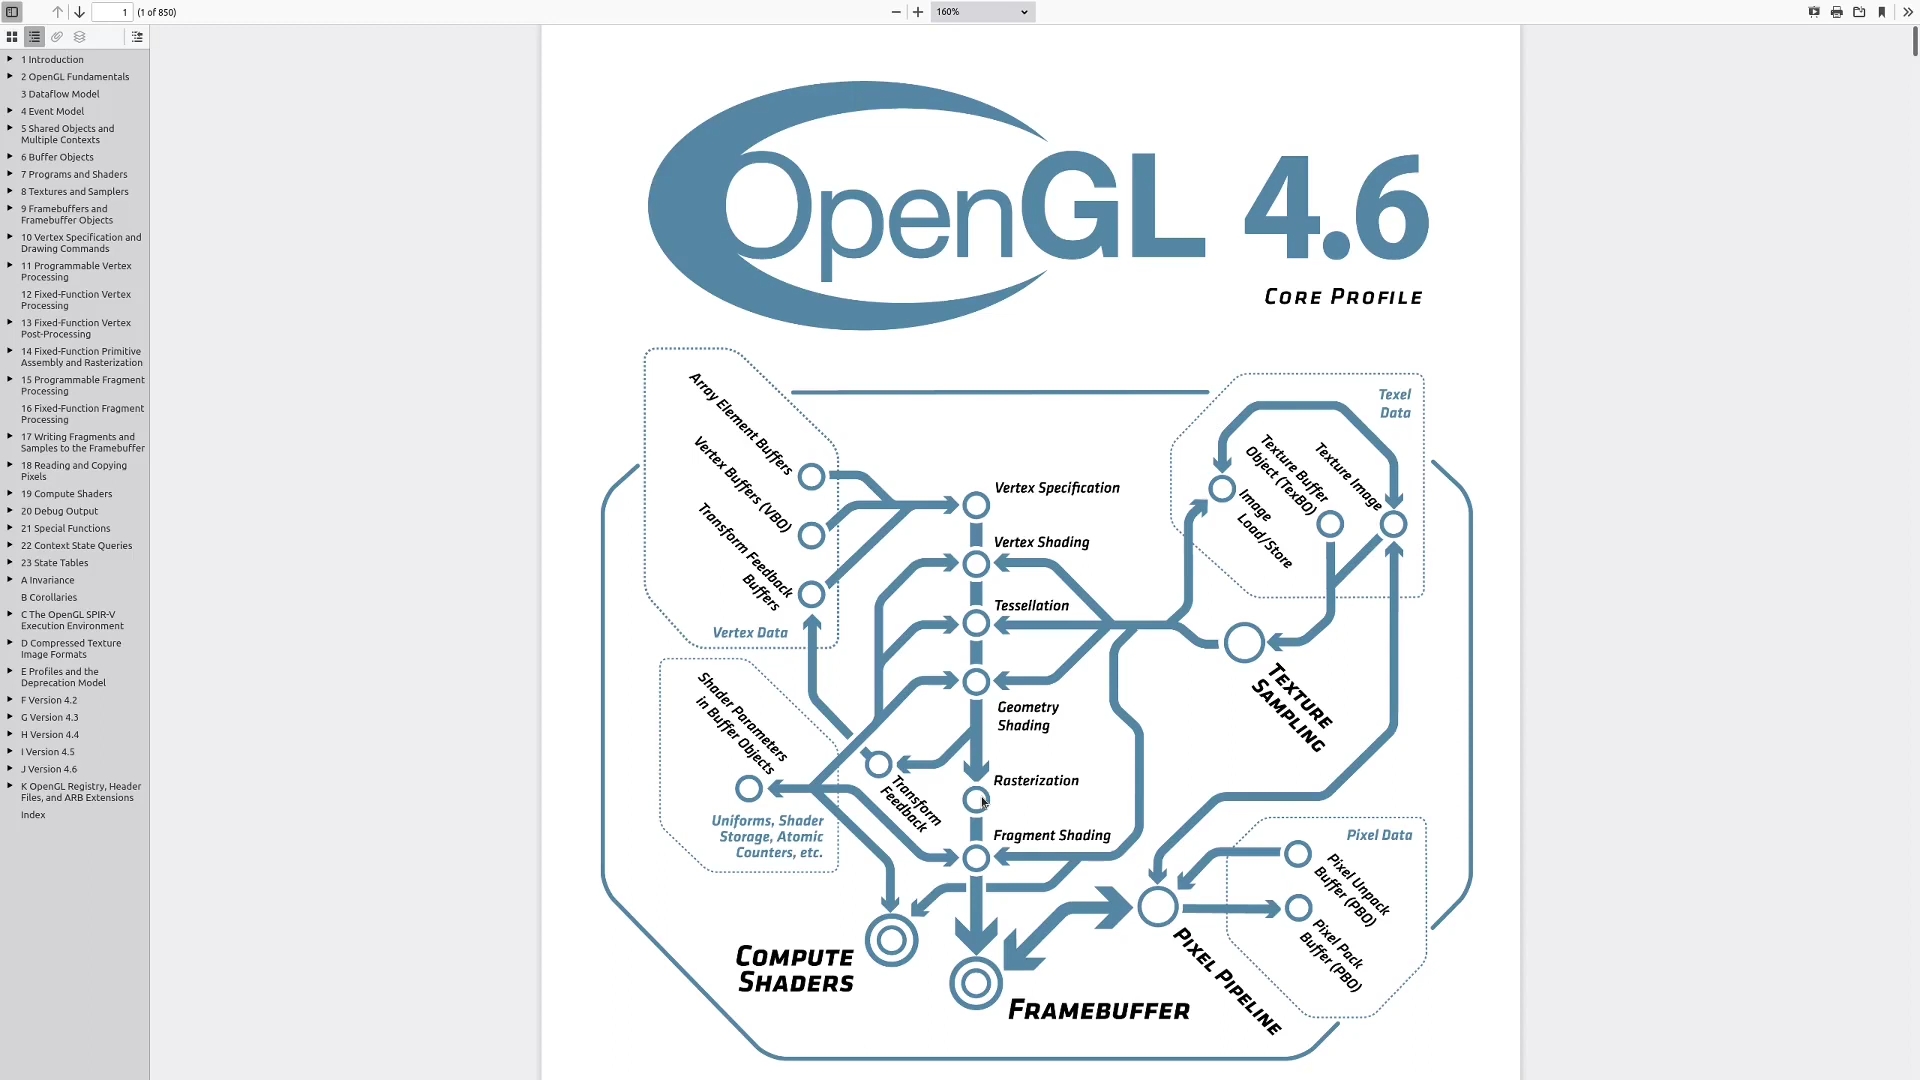 1
(1 of 850)
160%
1 Introduction
2 OpenGL Fundamentals
3 Dataflow Model
4 Event Model
5 Shared Objects and
Multiple Contexts
6 Buffer Objects
7 Programs and Shaders
8 Textures and Samplers
9 Framebuffers and
Framebuffer Objects
10 Vertex Specification and
Drawing Commands
11 Programmable Vertex
Processing
12 Fixed-Function Vertex
Processing
13 Fixed-Function Vertex
Post-Processing
14 Fixed-Function Primitive
Assembly and Rasterization
15 Programmable Fragment
Processing
16 Fixed-Function Fragment
Processing
17 Writing Fragments and
Samples to the Framebuffer
18 Reading and Copying
Pixels
19 Compute Shaders
20 Debug Output
21 Special Functions
22 Context State Queries
23 State Tables
A Invariance
B Corollaries
C The OpenGL SPIR-V
Execution Environment
D Compressed Texture
Image Formats
E Profiles and the
Deprecation Model
F Version 4.2
G Version 4.3
H Version 4.4
I Version 4.5
J Version 4.6
K OpenGL Registry, Header
Files, and ARB Extensions
Index
OpenGL 4.6
CORE PROFILE
Array Element Buffers
Vertex Buffers (VBO)
Transform Feedback
Buffers
Vertex Data
Shader Parameters
in Buffer Objects
Uniforms, Shader
Storage, Atomic
Counters, etc.
Vertex Specification
Vertex Shading
Tessellation
Geometry
Shading
Transform
Feedback
Rasterization
Fragment Shading
Texel
Data
Texture Image
Texture Buffer
Object (TexBO)
Image
Load/Store
TEXTURE
SAMPLING
Pixel Data
Pixel Unpack
Buffer (PBO)
Pixel Pack
Buffer (PBO)
PIXEL PIPELINE
COMPUTE
SHADERS
FRAMEBUFFER